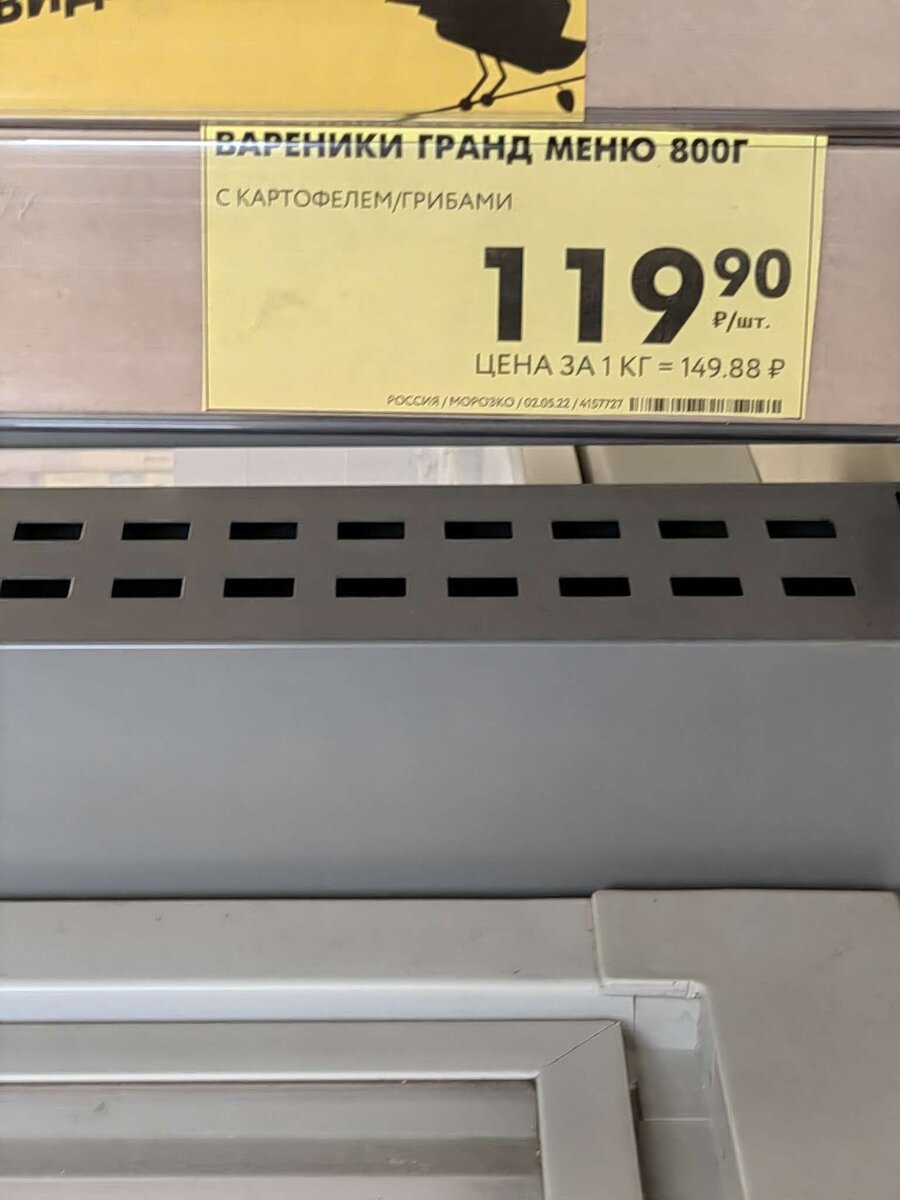 ВИД
ВАРЕНИКИ ГРАНД МЕНЮ 800Г
С КАРТОФЕЛЕМ/ГРИБАМИ
119 90
₽/шт.
ЦЕНА ЗА 1 КГ = 149.88 ₽
РОССИЯ / МОРОЗКО / 02.05.22 / 4157727